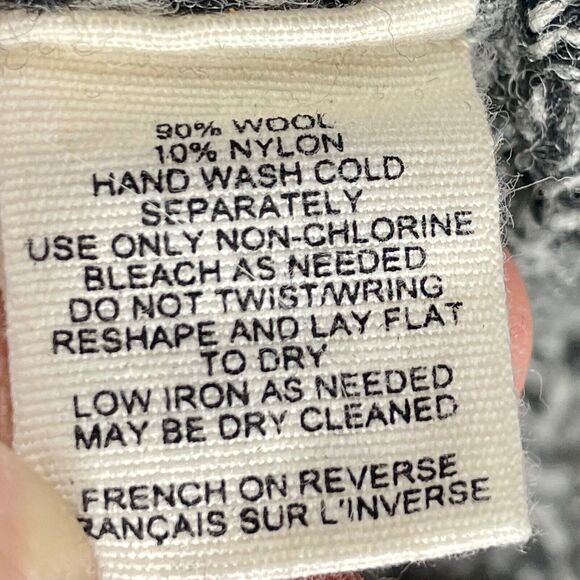 90% WOOL
10% NYLON
HAND WASH COLD
SEPARATELY
USE ONLY NON-CHLORINE
BLEACH AS NEEDED
DO NOT TWIST/WRING
RESHAPE AND LAY FLAT
TO DRY
LOW IRON AS NEEDED
MAY BE DRY CLEANED
FRENCH ON REVERSE
FRANÇAIS SUR L'INVERSE